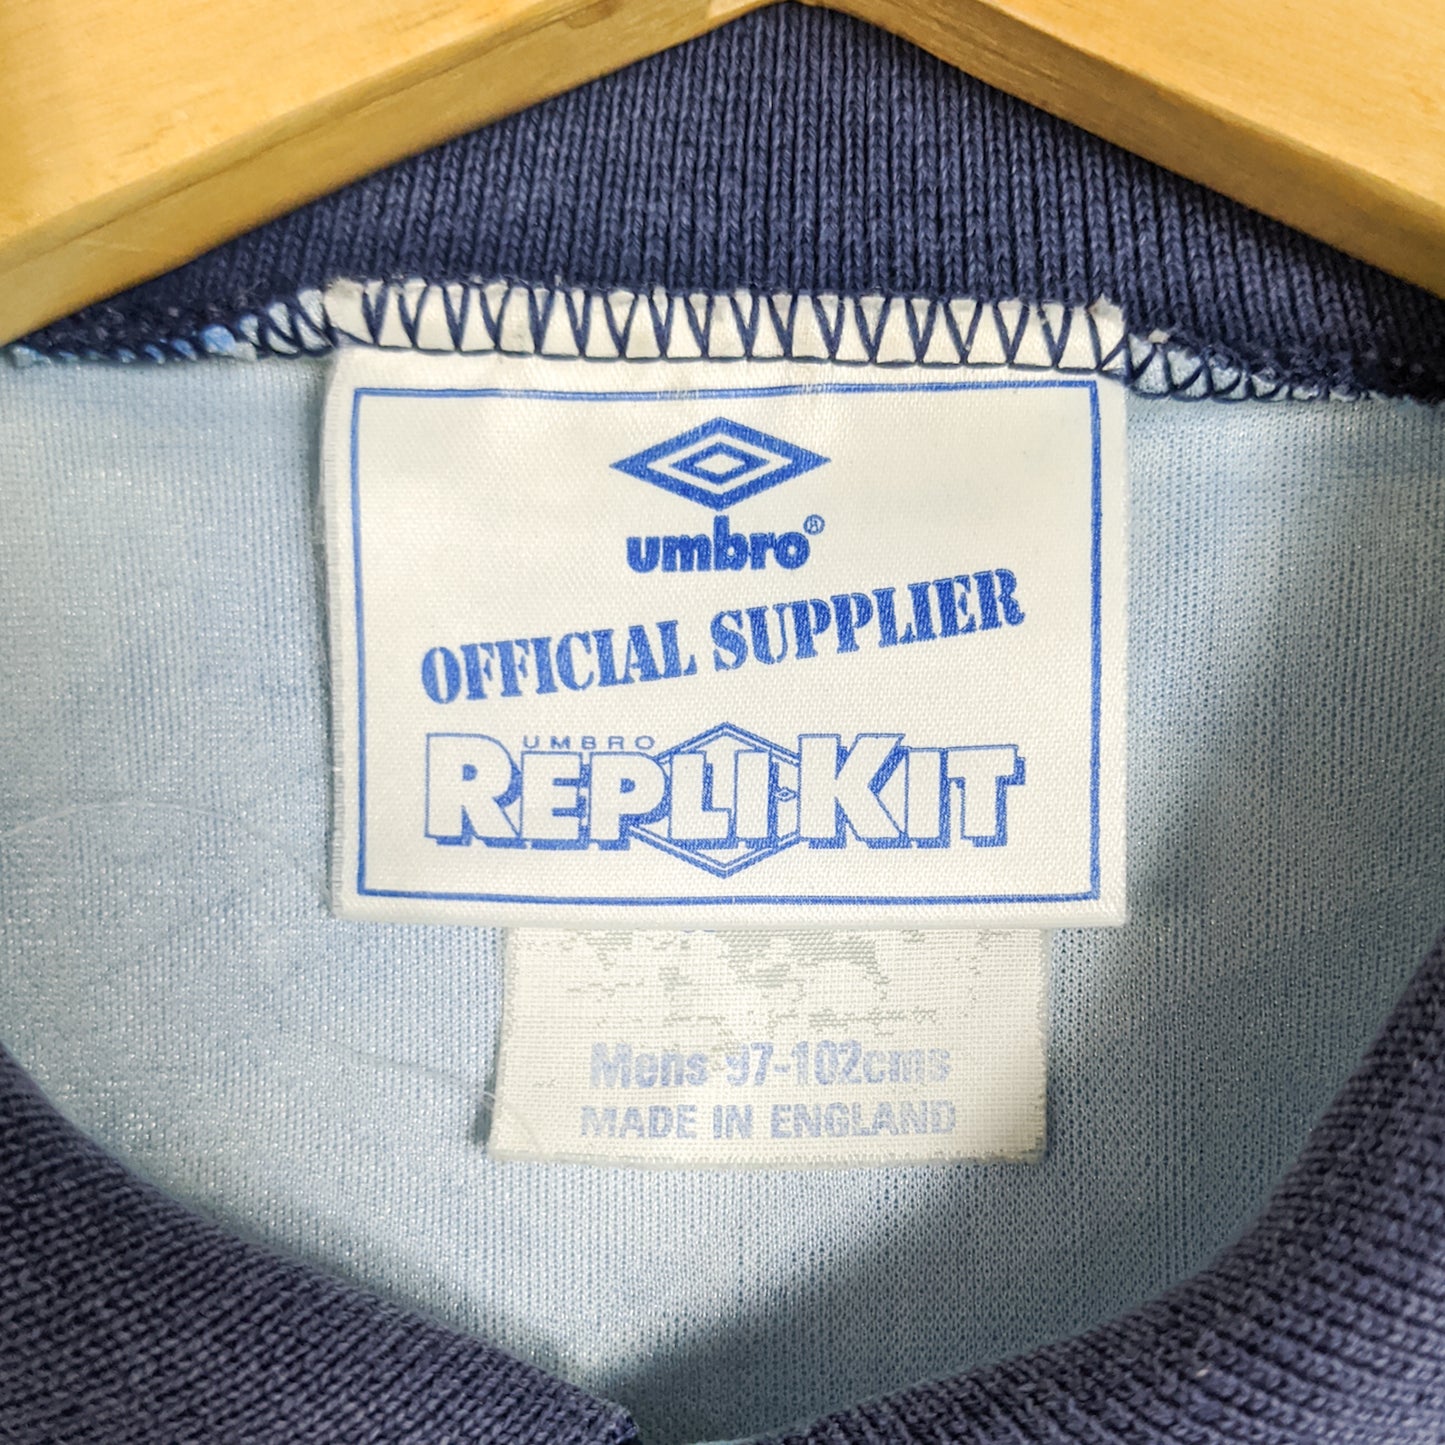 umbro®
OFFICIAL SUPPLIER
UMBRO
REPLI-KIT
Mens 97-102cms
MADE IN ENGLAND